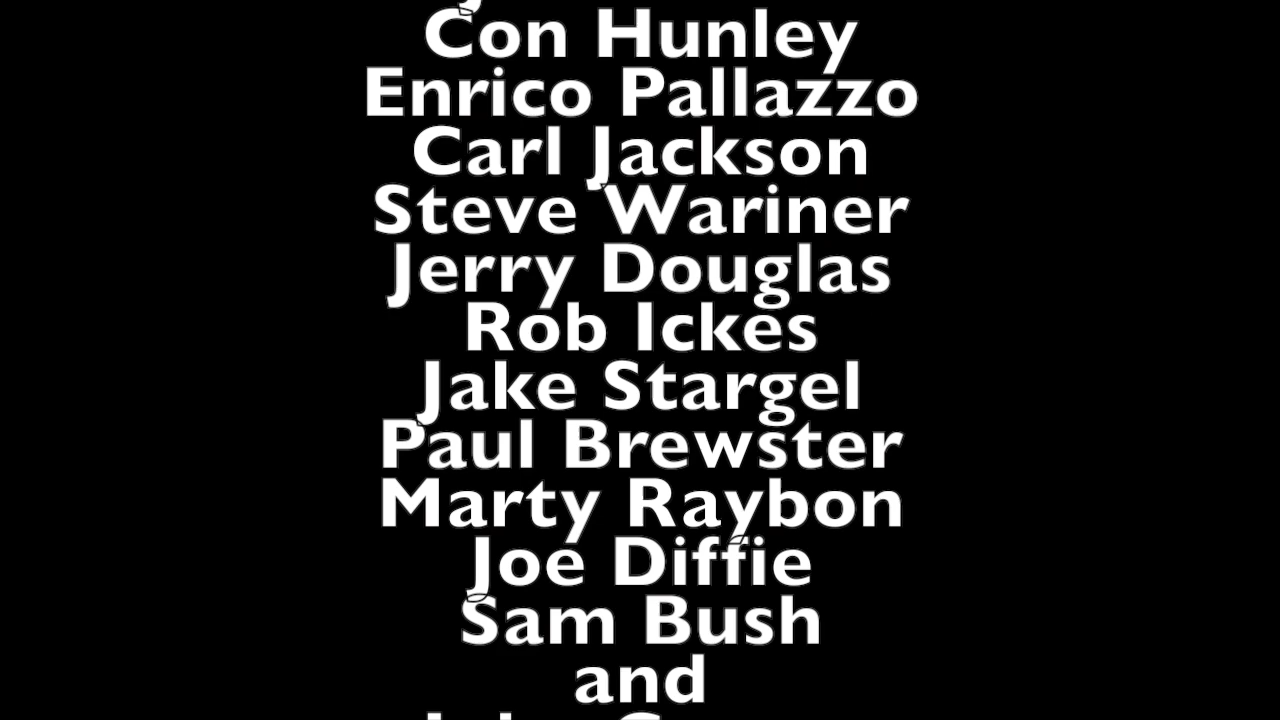 Con Hunley
Enrico Pallazzo
Carl Jackson
Steve Wariner
Jerry Douglas
Rob Ickes
Jake Stargel
Paul Brewster
Marty Raybon
Joe Diffie
Sam Bush
and